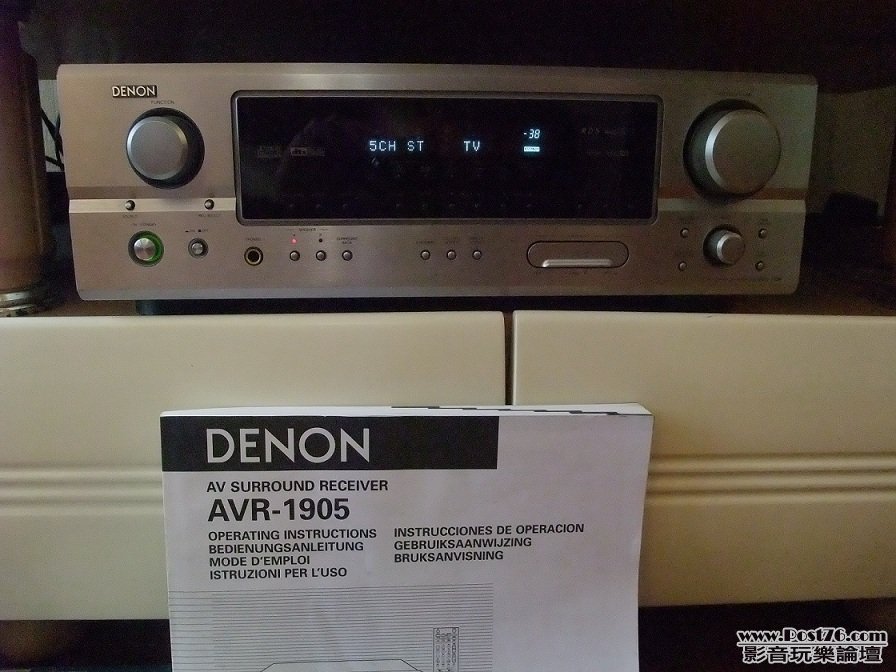 DENON
FUNCTION
5CH ST TV -38
DENON
AV SURROUND RECEIVER
AVR-1905
OPERATING INSTRUCTIONS
BEDIENUNGSANLEITUNG
MODE D'EMPLOI
ISTRUZIONI PER L'USO
INSTRUCCIONES DE OPERACION
GEBRUIKSAANWIJZING
BRUKSANVISNING
www.Post76.com
影音玩樂論壇